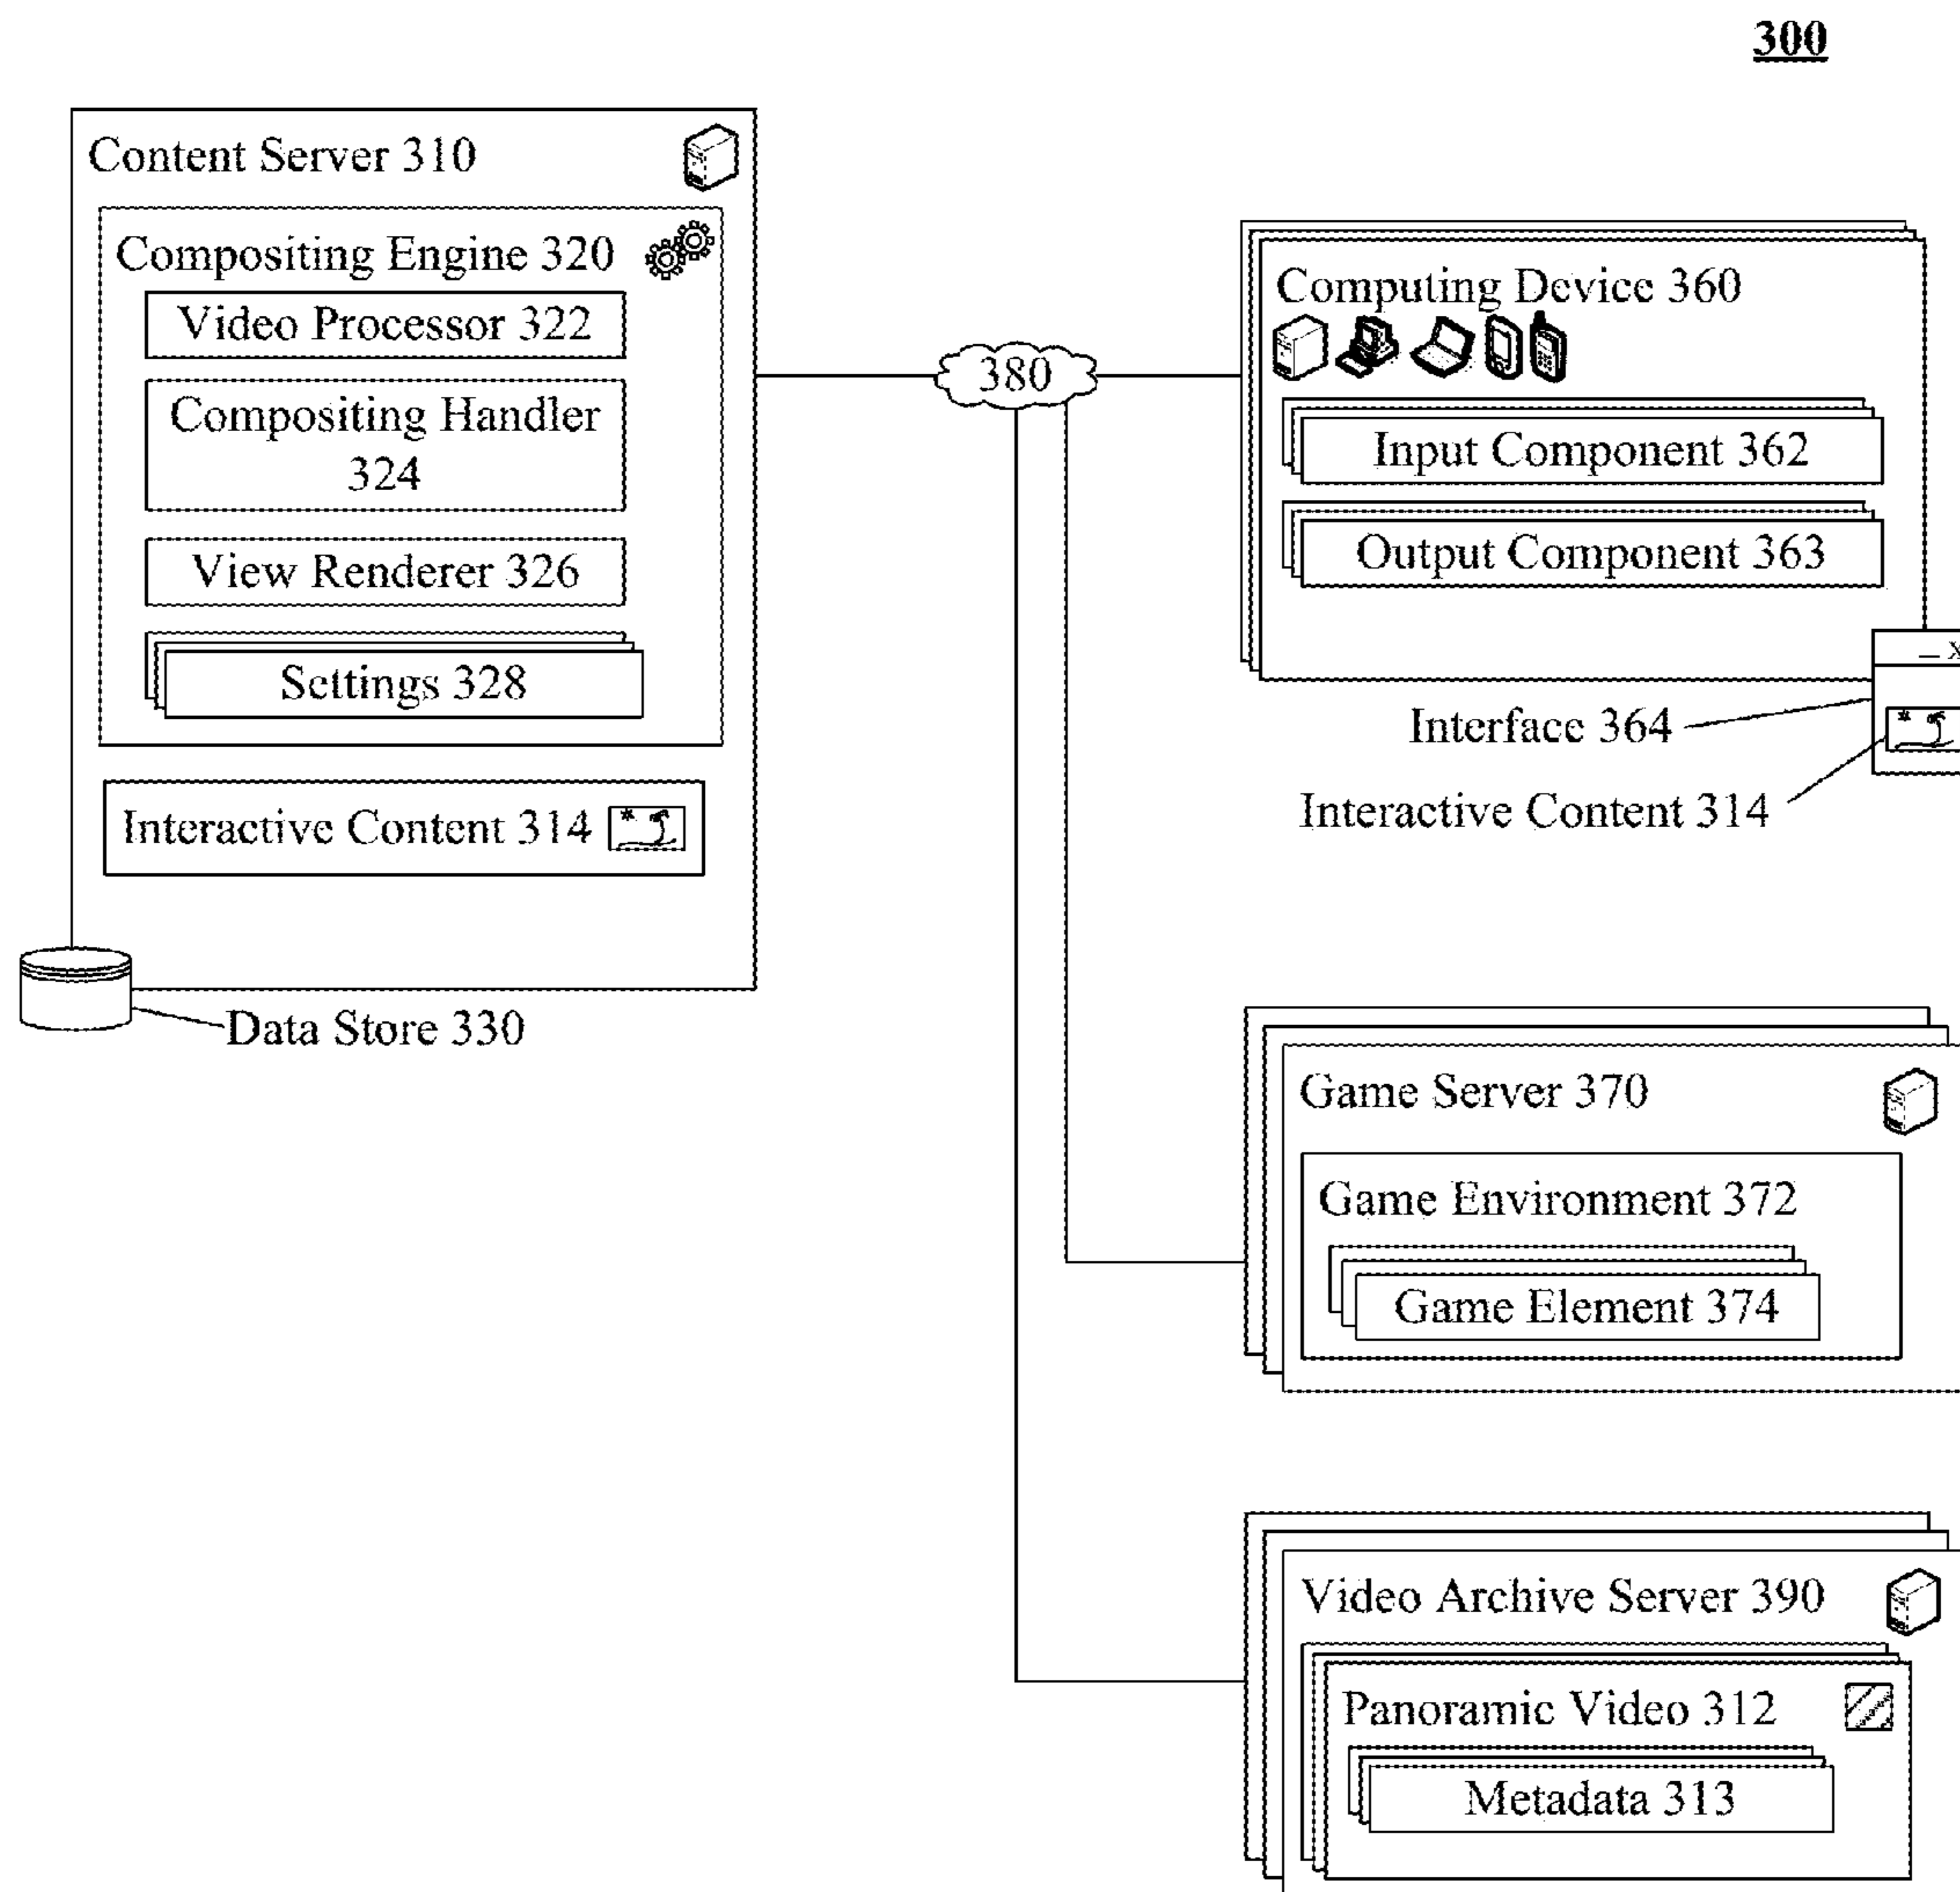 300
Content Server 310
Compositing Engine 320
Video Processor 322
Compositing Handler
324
View Renderer 326
Settings 328
Interactive Content 314
Data Store 330
380
Computing Device 360
Input Component 362
Output Component 363
_ X
Interface 364
Interactive Content 314
Game Server 370
Game Environment 372
Game Element 374
Video Archive Server 390
Panoramic Video 312
Metadata 313